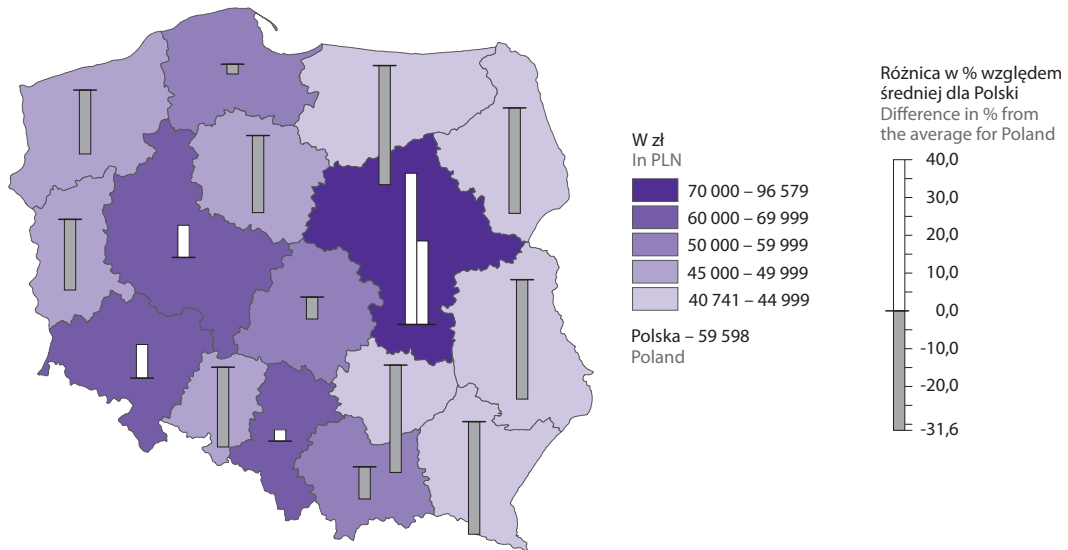 W zł
In PLN
70 000 – 96 579
60 000 – 69 999
50 000 – 59 999
45 000 – 49 999
40 741 – 44 999
Polska – 59 598
Poland
Różnica w % względem
średniej dla Polski
Difference in % from
the average for Poland
40,0
30,0
20,0
10,0
0,0
-10,0
-20,0
-31,6